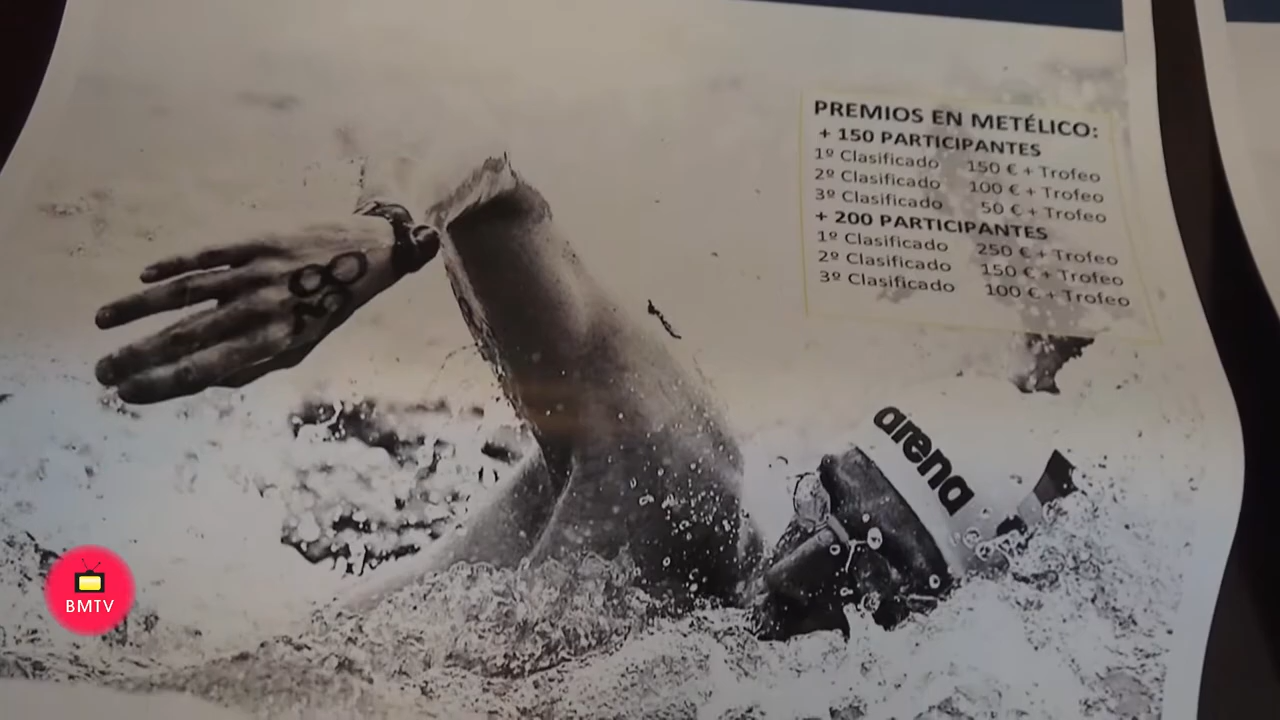 PREMIOS EN METÉLICO:
+ 150 PARTICIPANTES
1º Clasificado 150 € + Trofeo
2º Clasificado 100 € + Trofeo
3º Clasificado 50 € + Trofeo
+ 200 PARTICIPANTES
1º Clasificado 250 € + Trofeo
2º Clasificado 150 € + Trofeo
3º Clasificado 100 € + Trofeo
arena
BMTV